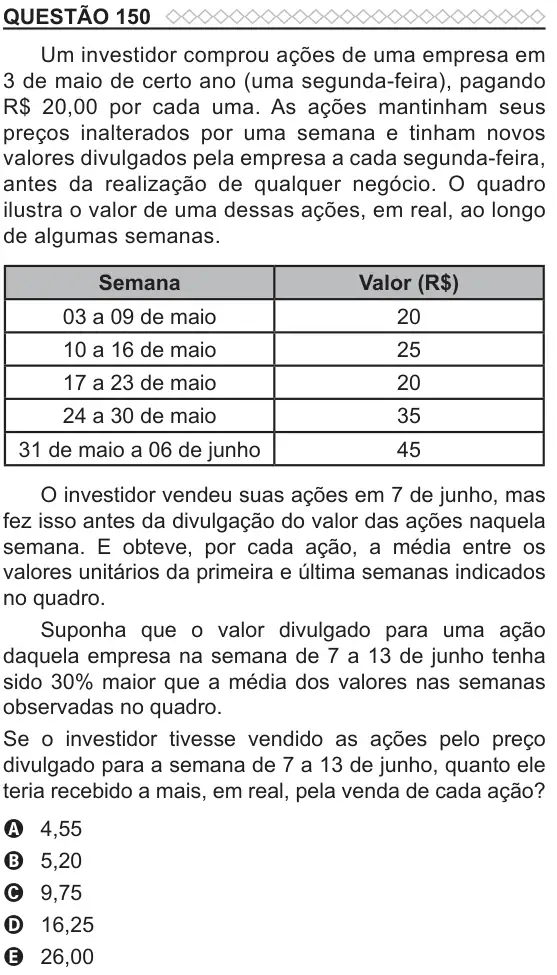 QUESTÃO 150
Um investidor comprou ações de uma empresa em
3 de maio de certo ano (uma segunda-feira), pagando
R$ 20,00 por cada uma. As ações mantinham seus
preços inalterados por uma semana e tinham novos
valores divulgados pela empresa a cada segunda-feira,
antes da realização de qualquer negócio. O quadro
ilustra o valor de uma dessas ações, em real, ao longo
de algumas semanas.
Semana Valor (R$)
03 a 09 de maio 20
10 a 16 de maio 25
17 a 23 de maio 20
24 a 30 de maio 35
31 de maio a 06 de junho 45
O investidor vendeu suas ações em 7 de junho, mas
fez isso antes da divulgação do valor das ações naquela
semana. E obteve, por cada ação, a média entre os
valores unitários da primeira e última semanas indicados
no quadro.
Suponha que o valor divulgado para uma ação
daquela empresa na semana de 7 a 13 de junho tenha
sido 30% maior que a média dos valores nas semanas
observadas no quadro.
Se o investidor tivesse vendido as ações pelo preço
divulgado para a semana de 7 a 13 de junho, quanto ele
teria recebido a mais, em real, pela venda de cada ação?
A 4,55
B 5,20
C 9,75
D 16,25
E 26,00